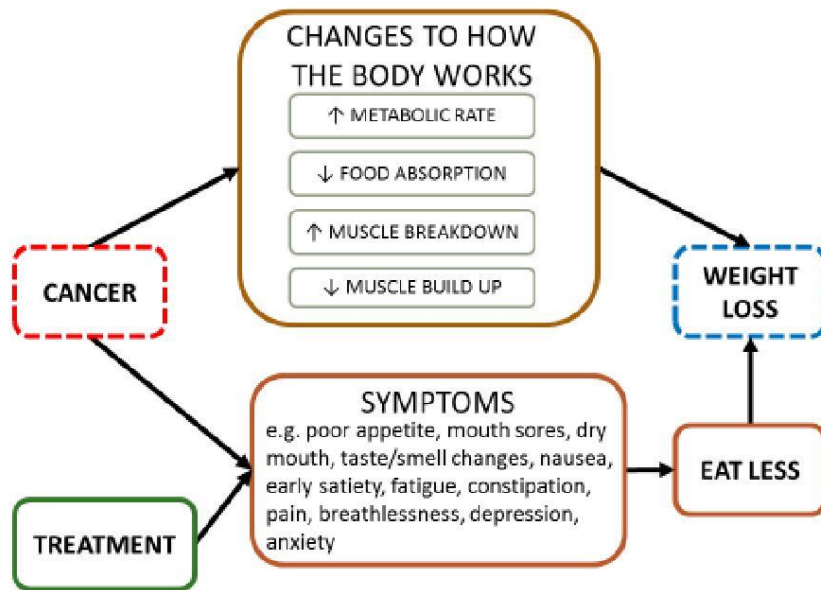 CHANGES TO HOW
THE BODY WORKS
↑ METABOLIC RATE
↓ FOOD ABSORPTION
↑ MUSCLE BREAKDOWN
↓ MUSCLE BUILD UP
CANCER
WEIGHT
LOSS
SYMPTOMS
e.g. poor appetite, mouth sores, dry
mouth, taste/smell changes, nausea,
early satiety, fatigue, constipation,
pain, breathlessness, depression,
anxiety
EAT LESS
TREATMENT